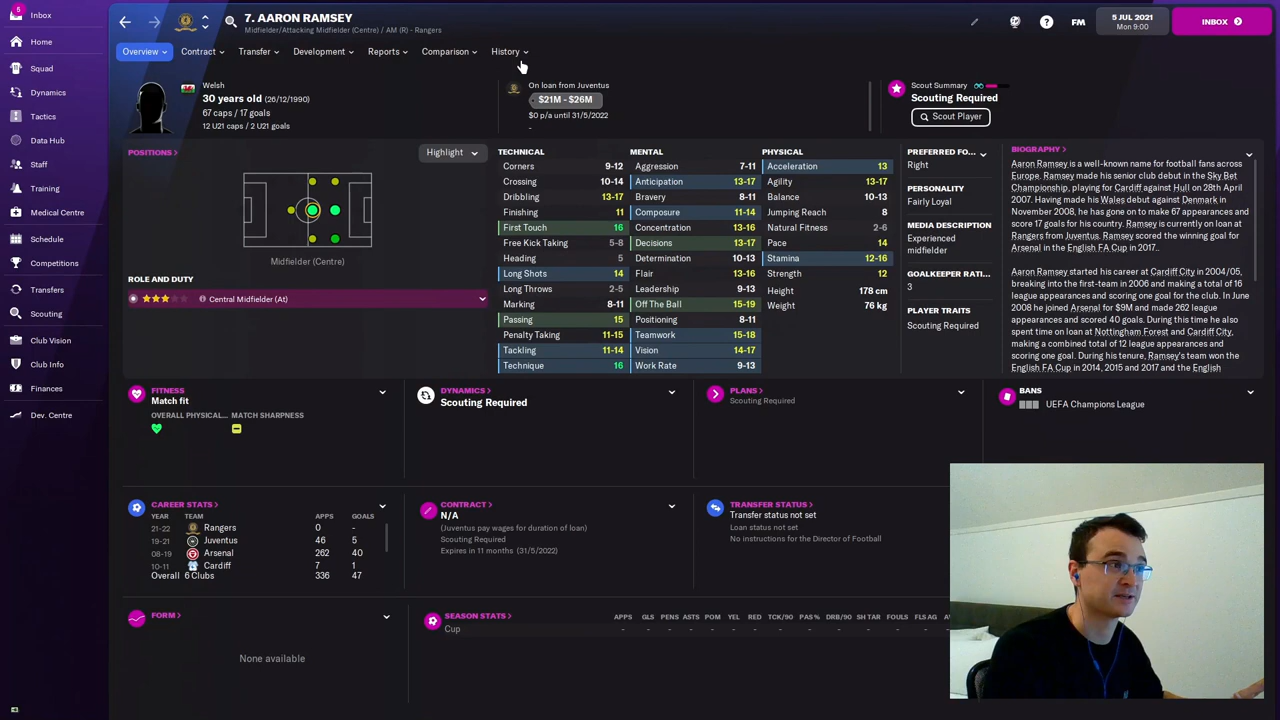 5
Inbox
Home
Squad
Dynamics
Tactics
Data Hub
Staff
Training
Medical Centre
Schedule
Competitions
Transfers
Scouting
Club Vision
Club Info
Finances
Dev. Centre
7. AARON RAMSEY
Midfielder/Attacking Midfielder (Centre) / AM (R) - Rangers
FM
5 JUL 2021
Mon 9:00
INBOX
Overview
Contract
Transfer
Development
Reports
Comparison
History
Welsh
30 years old (26/12/1990)
67 caps / 17 goals
12 U21 caps / 2 U21 goals
On loan from Juventus
$21M - $26M
$0 p/a until 31/5/2022
-
Scout Summary
Scouting Required
Scout Player
POSITIONS
Highlight
Midfielder (Centre)
ROLE AND DUTY
Central Midfielder (At)
TECHNICAL
Corners 9-12
Crossing 10-14
Dribbling 13-17
Finishing 11
First Touch 16
Free Kick Taking 5-8
Heading 5
Long Shots 14
Long Throws 2-5
Marking 8-11
Passing 15
Penalty Taking 11-15
Tackling 11-14
Technique 16
MENTAL
Aggression 7-11
Anticipation 13-17
Bravery 8-11
Composure 11-14
Concentration 13-16
Decisions 13-17
Determination 10-13
Flair 13-16
Leadership 9-13
Off The Ball 15-19
Positioning 8-11
Teamwork 15-18
Vision 14-17
Work Rate 9-13
PHYSICAL
Acceleration 13
Agility 13-17
Balance 10-13
Jumping Reach 8
Natural Fitness 2-6
Pace 14
Stamina 12-16
Strength 12
Height 178 cm
Weight 76 kg
PREFERRED FO...
Right
PERSONALITY
Fairly Loyal
MEDIA DESCRIPTION
Experienced
midfielder
GOALKEEPER RATI...
3
PLAYER TRAITS
Scouting Required
BIOGRAPHY
Aaron Ramsey is a well-known name for football fans across
Europe. Ramsey made his senior club debut in the Sky Bet
Championship, playing for Cardiff against Hull on 28th April
2007. Having made his Wales debut against Denmark in
November 2008, he has gone on to make 67 appearances and
score 17 goals for his country. Ramsey is currently on loan at
Rangers from Juventus. Ramsey scored the winning goal for
Arsenal in the English FA Cup in 2017..
Aaron Ramsey started his career at Cardiff City in 2004/05,
breaking into the first-team in 2006 and making a total of 16
league appearances and scoring one goal for the club. In June
2008 he joined Arsenal for $9M and made 262 league
appearances and scored 40 goals. During this time he also
spent time on loan at Nottingham Forest and Cardiff City,
making a combined total of 12 league appearances and
scoring one goal. During his tenure, Ramsey's team won the
English FA Cup in 2014, 2015 and 2017 and the English
FITNESS
Match fit
OVERALL PHYSICAL... MATCH SHARPNESS
DYNAMICS
Scouting Required
PLANS
Scouting Required
BANS
UEFA Champions League
CAREER STATS
YEAR TEAM APPS GOALS
21-22 Rangers 0 -
19-21 Juventus 46 5
08-19 Arsenal 262 40
10-11 Cardiff 7 1
Overall 6 Clubs 336 47
CONTRACT
N/A
(Juventus pay wages for duration of loan)
Scouting Required
Expires in 11 months (31/5/2022)
TRANSFER STATUS
Transfer status not set
Loan status not set
No instructions for the Director of Football
FORM
None available
SEASON STATS
APPS GLS PENS ASTS POM YEL RED TCK/90 PAS % DRB/90 SH TAR FOULS FLS AG
Cup - - - - - - - - - - - - -